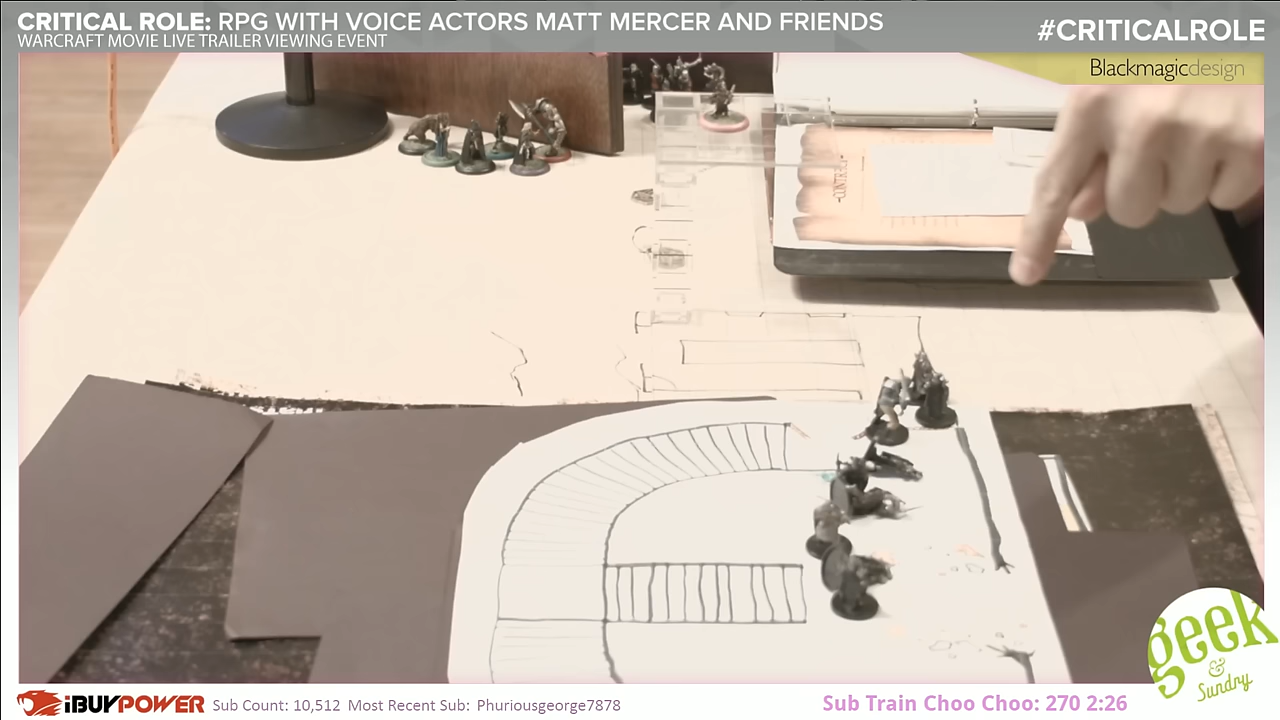 CRITICAL ROLE: RPG WITH VOICE ACTORS MATT MERCER AND FRIENDS
WARCRAFT MOVIE LIVE TRAILER VIEWING EVENT
#CRITICALROLE
Blackmagicdesign
-CONTRACT-
geek
& Sundry
iBUYPOWER Sub Count: 10,512 Most Recent Sub: Phuriousgeorge7878
Sub Train Choo Choo: 270 2:26